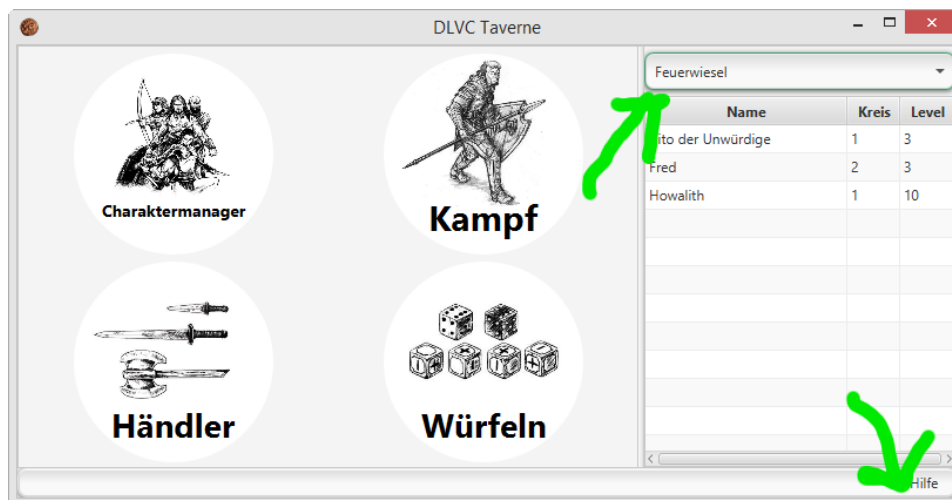 DLVC Taverne
Charaktermanager
Kampf
Händler
Würfeln
Feuerwiesel
Name Kreis Level
der Unwürdige 1 3
Fred 2 3
Howalith 1 10
Hilfe